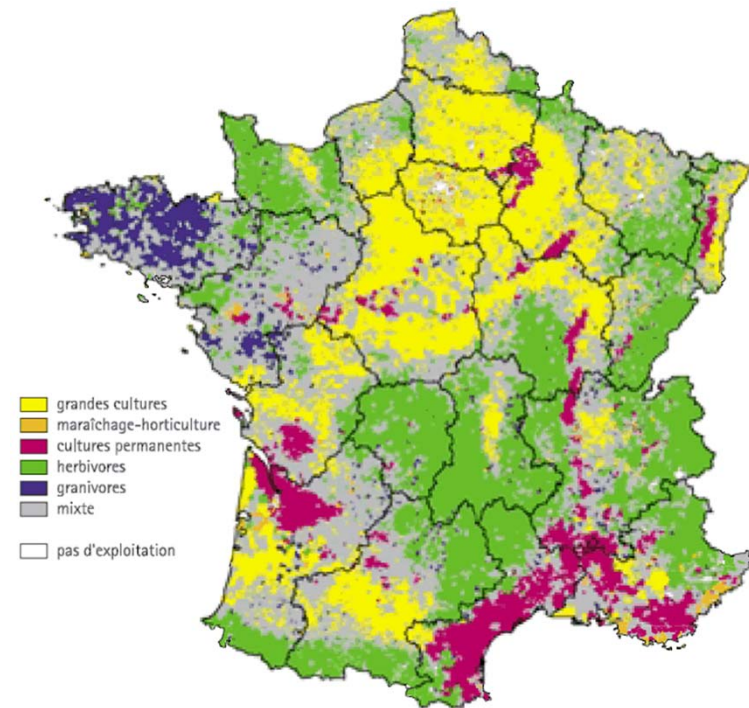 grandes cultures
maraîchage-horticulture
cultures permanentes
herbivores
granivores
mixte
pas d'exploitation